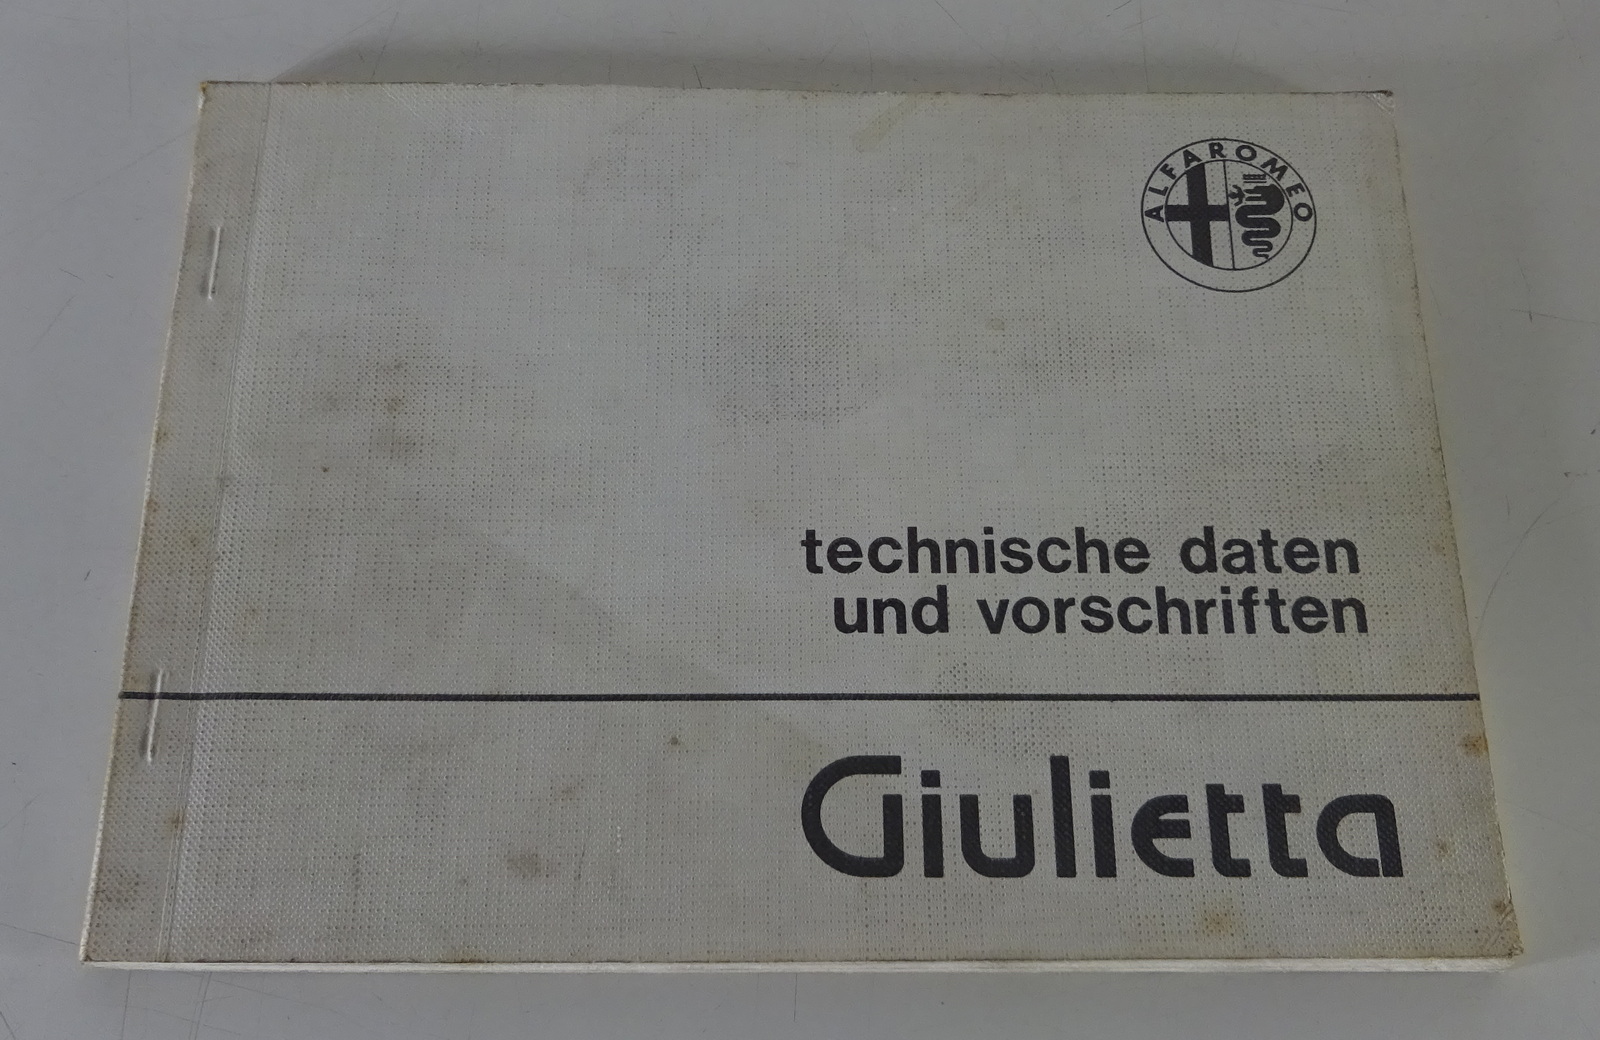 ALFA ROMEO
technische daten
und vorschriften
Giulietta